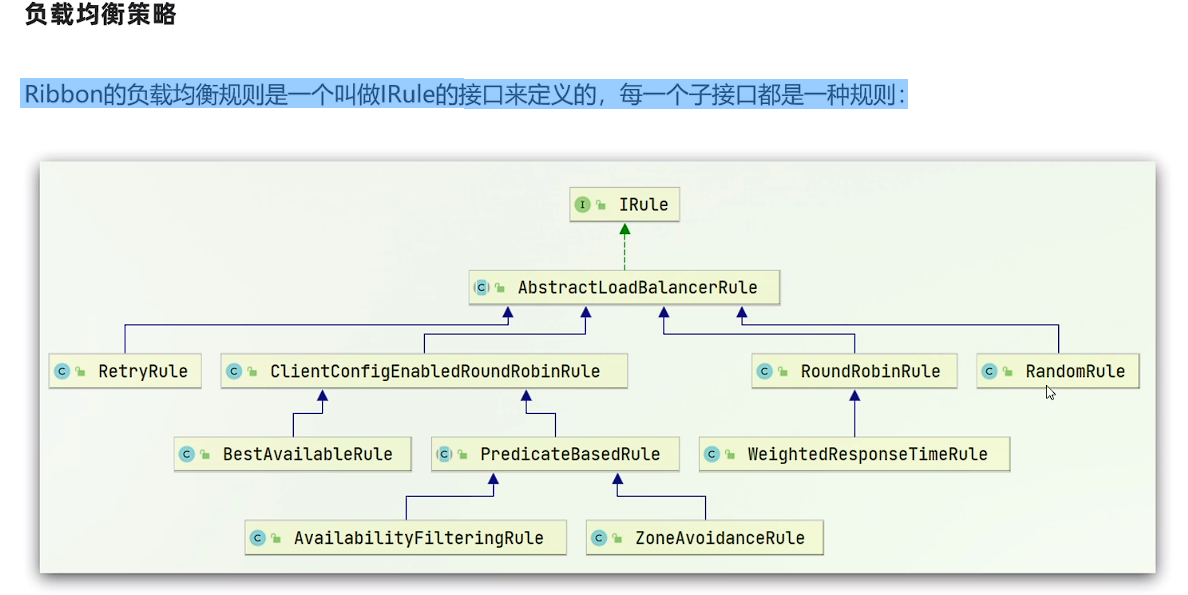 负载均衡策略
Ribbon的负载均衡规则是一个叫做IRule的接口来定义的，每一个子接口都是一种规则：
I IRule
C AbstractLoadBalancerRule
C RetryRule C ClientConfigEnabledRoundRobinRule C RoundRobinRule C RandomRule
C BestAvailableRule C PredicateBasedRule C WeightedResponseTimeRule
C AvailabilityFilteringRule C ZoneAvoidanceRule